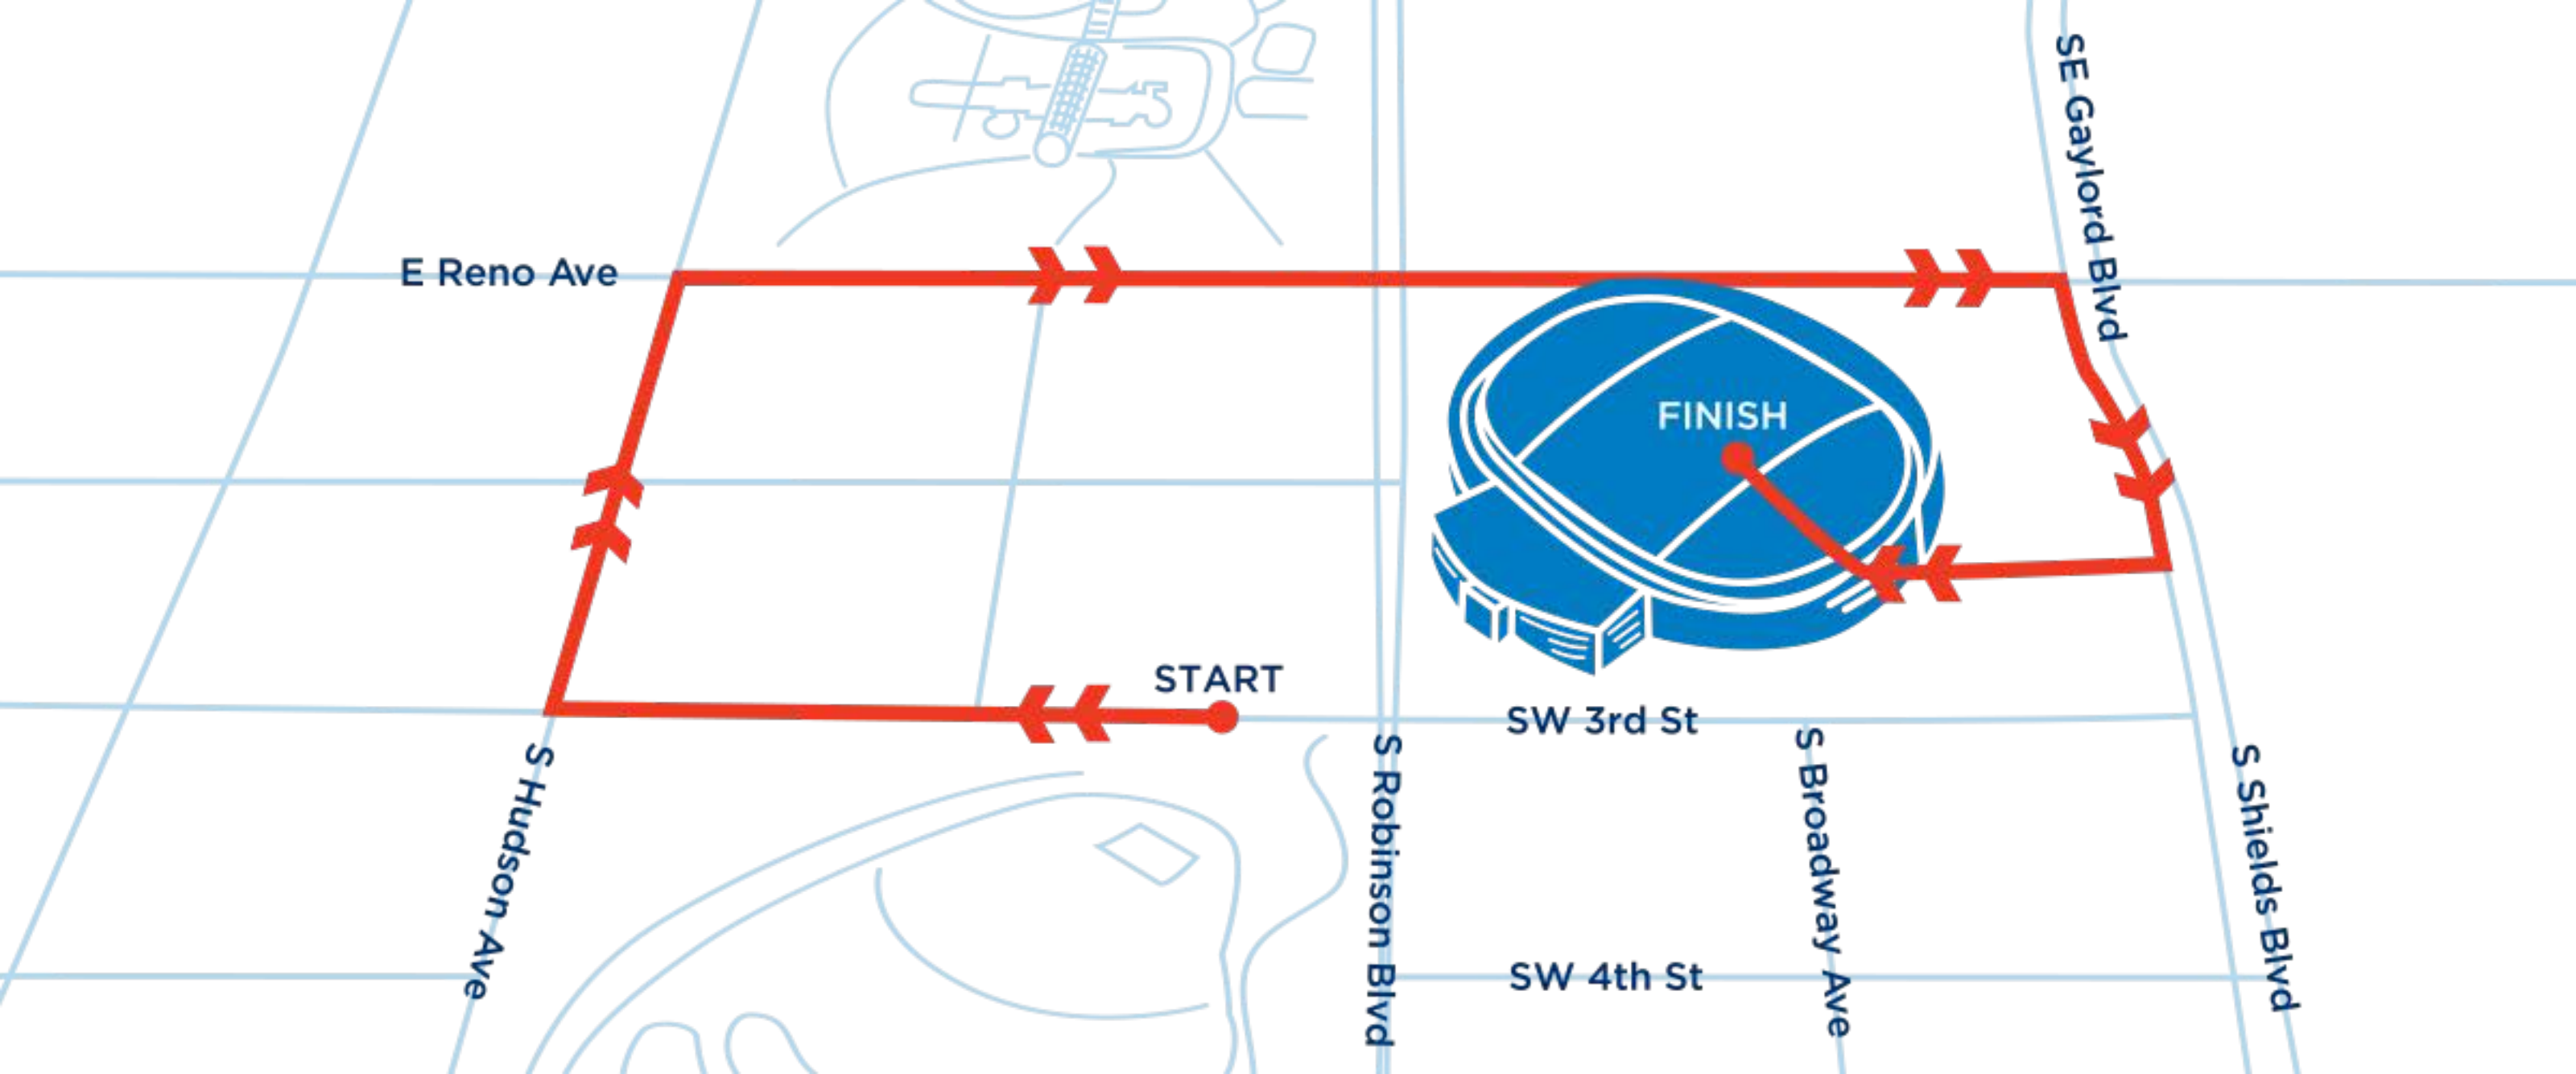 SE Gaylord Blvd
E Reno Ave
FINISH
START
SW 3rd St
S Hudson Ave
S Robinson Blvd
S Broadway Ave
S Shields Blvd
SW 4th St